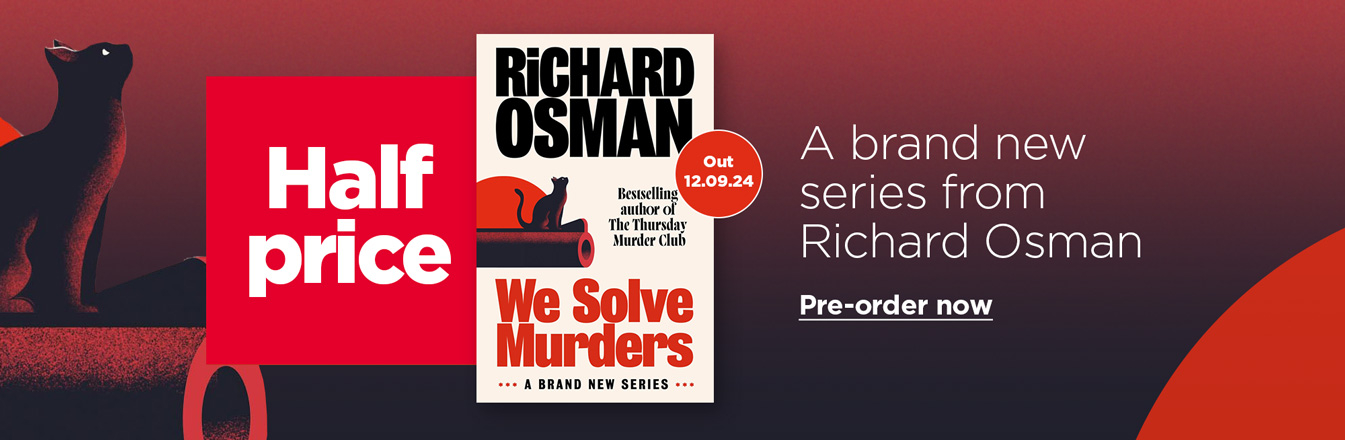 Half
price
RiCHARD
OSMAN
Out
12.09.24
Bestselling
author of
The Thursday
Murder Club
We Solve
Murders
••• A BRAND NEW SERIES •••
A brand new
series from
Richard Osman
Pre-order now